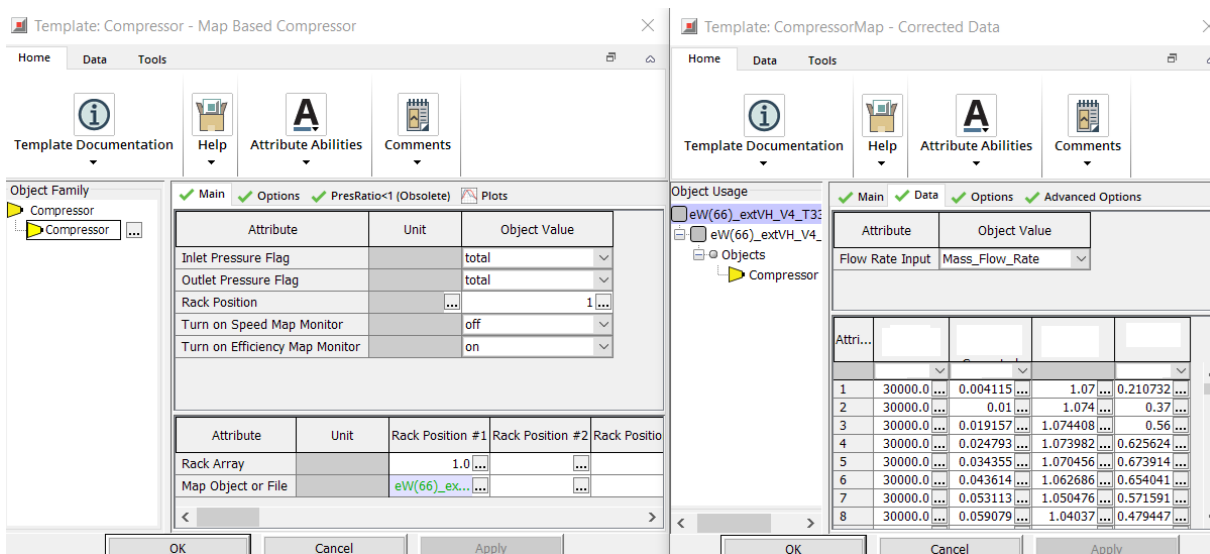 Template: Compressor - Map Based Compressor
Home Data Tools
Template Documentation Help Attribute Abilities Comments
Object Family
Compressor
Compressor ...
Main Options PresRatio<1 (Obsolete) Plots
Attribute Unit Object Value
Inlet Pressure Flag total
Outlet Pressure Flag total
Rack Position ... 1 ...
Turn on Speed Map Monitor off
Turn on Efficiency Map Monitor on
Attribute Unit Rack Position #1 Rack Position #2 Rack Positio
Rack Array 1.0 ... ...
Map Object or File eW(66)_ex... ... ...
OK Cancel Apply
Template: CompressorMap - Corrected Data
Home Data Tools
Template Documentation Help Attribute Abilities Comments
Object Usage
eW(66)_extVH_V4_T33
eW(66)_extVH_V4_
Objects
Compressor
Main Data Options Advanced Options
Attribute Object Value
Flow Rate Input Mass_Flow_Rate
Attri...
1 30000.0 ... 0.004115 ... 1.07 ... 0.210732 ...
2 30000.0 ... 0.01 ... 1.074 ... 0.37 ...
3 30000.0 ... 0.019157 ... 1.074408 ... 0.56 ...
4 30000.0 ... 0.024793 ... 1.073982 ... 0.625624 ...
5 30000.0 ... 0.034355 ... 1.070456 ... 0.673914 ...
6 30000.0 ... 0.043614 ... 1.062686 ... 0.654041 ...
7 30000.0 ... 0.053113 ... 1.050476 ... 0.571591 ...
8 30000.0 ... 0.059079 ... 1.04037 ... 0.479447 ...
OK Cancel Apply